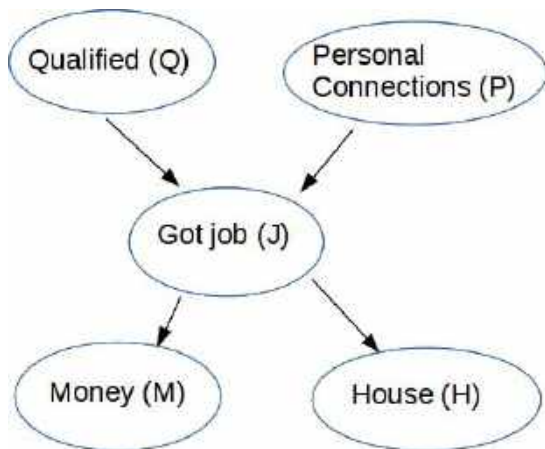 Qualified (Q)
Personal
Connections (P)
Got job (J)
Money (M)
House (H)